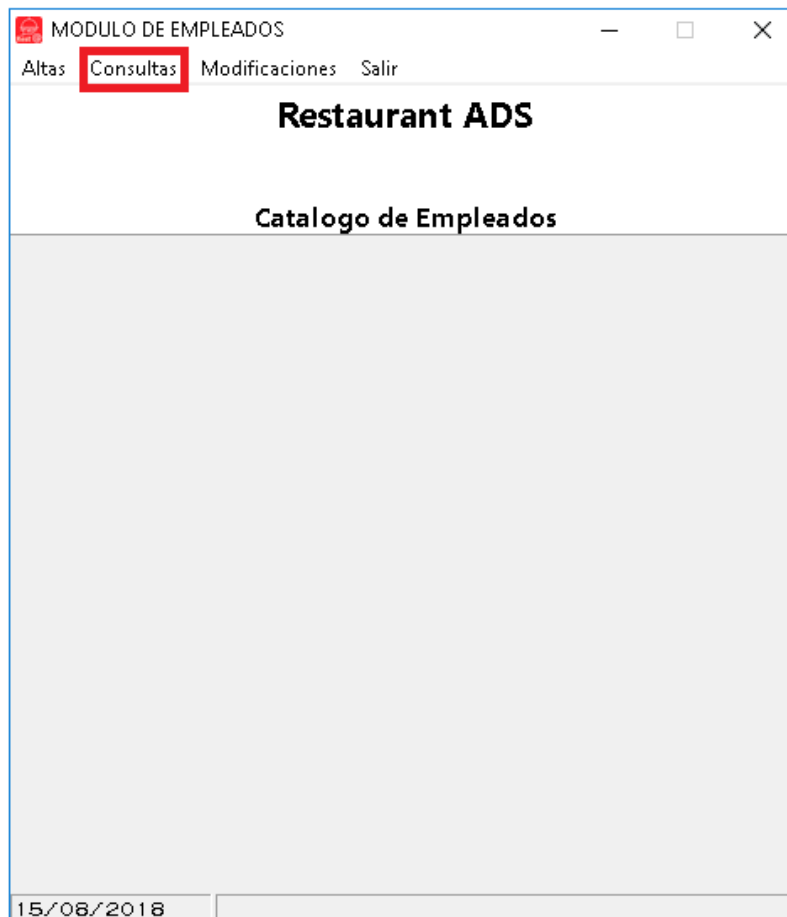 MODULO DE EMPLEADOS
Altas Consultas Modificaciones Salir
Restaurant ADS
Catalogo de Empleados
15/08/2018